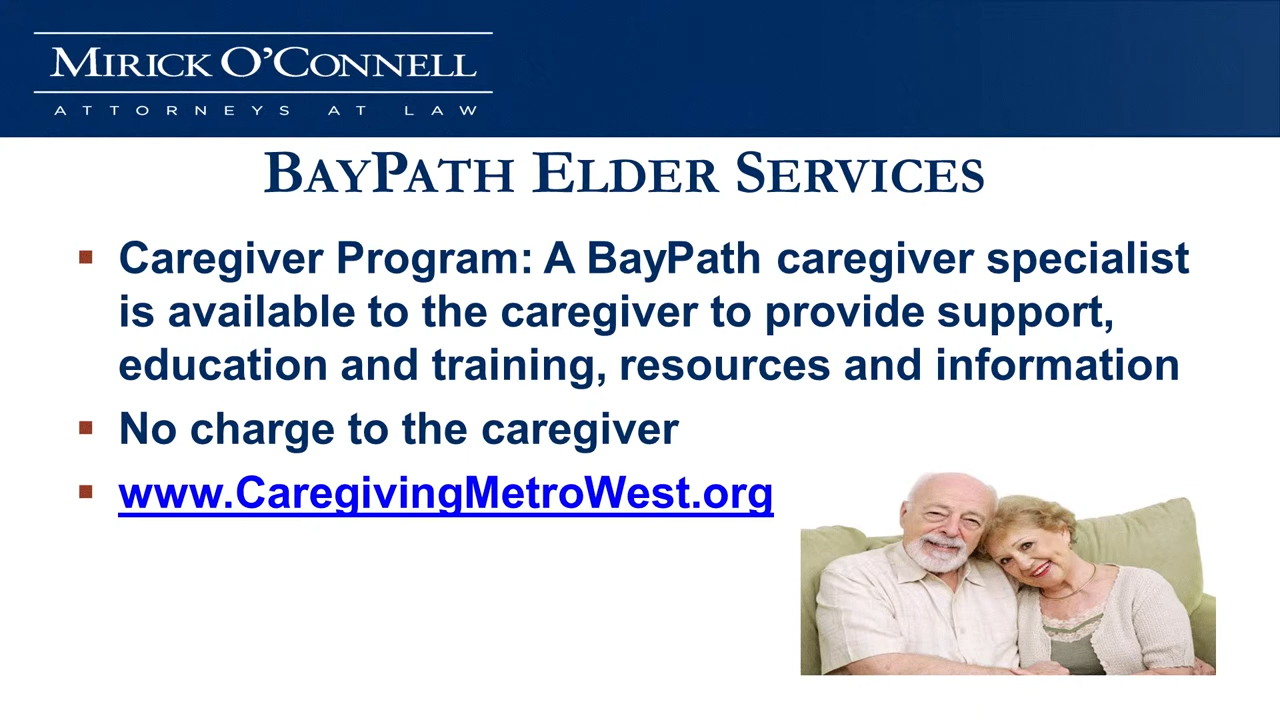 MIRICK O'CONNELL
ATTORNEYS AT LAW
BAYPATH ELDER SERVICES
Caregiver Program: A BayPath caregiver specialist
is available to the caregiver to provide support,
education and training, resources and information
No charge to the caregiver
www.CaregivingMetroWest.org